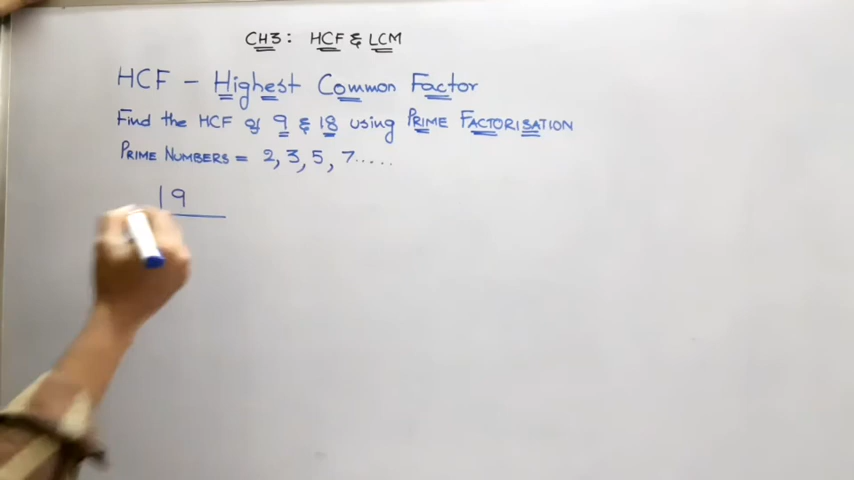 CH3: HCF & LCM
HCF - Highest Common Factor
Find the HCF of 9 & 18 using PRIME FACTORISATION
PRIME NUMBERS = 2, 3, 5, 7.....
9